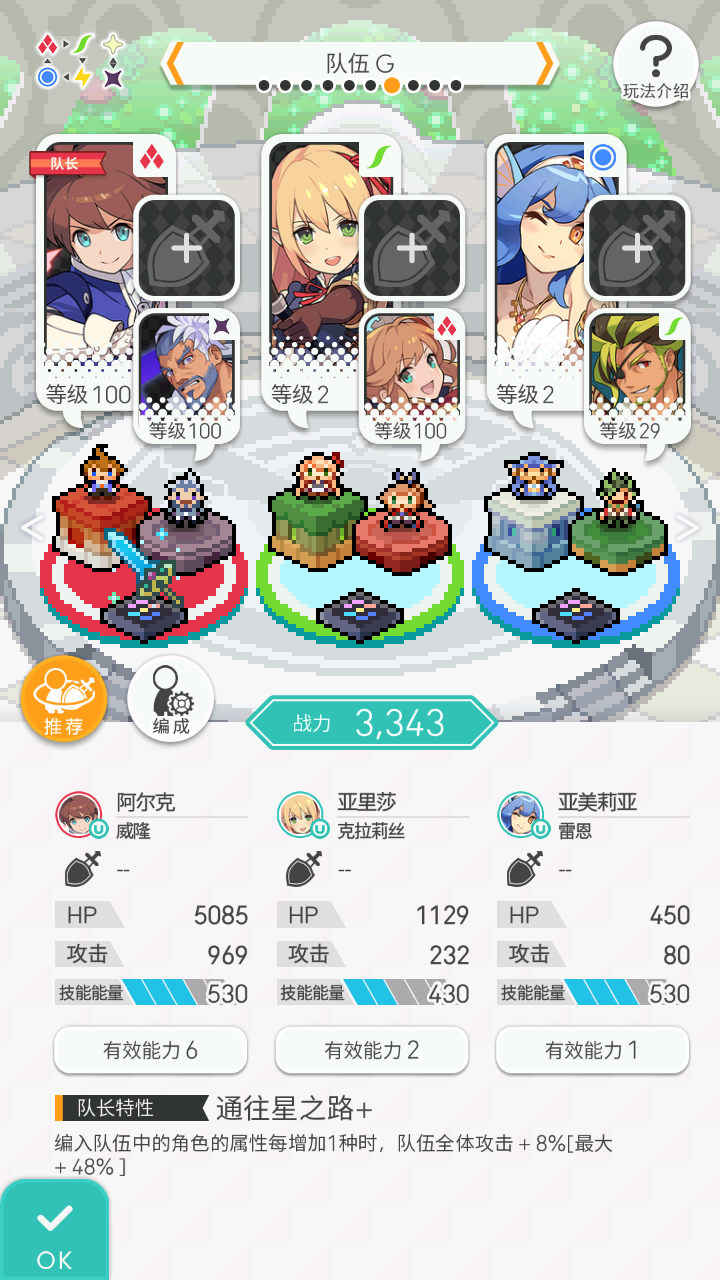 队伍 G
玩法介绍
队长
等级 100
等级100
等级 2
等级100
等级 2
等级29
推荐
编成
战力 3,343
阿尔克
威隆
--
HP 5085
攻击 969
技能能量 530
有效能力 6
亚里莎
克拉莉丝
--
HP 1129
攻击 232
技能能量 430
有效能力 2
亚美莉亚
雷恩
--
HP 450
攻击 80
技能能量 530
有效能力 1
队长特性 通往星之路+
编入队伍中的角色的属性每增加1种时，队伍全体攻击＋8%[最大
＋48% ]
OK